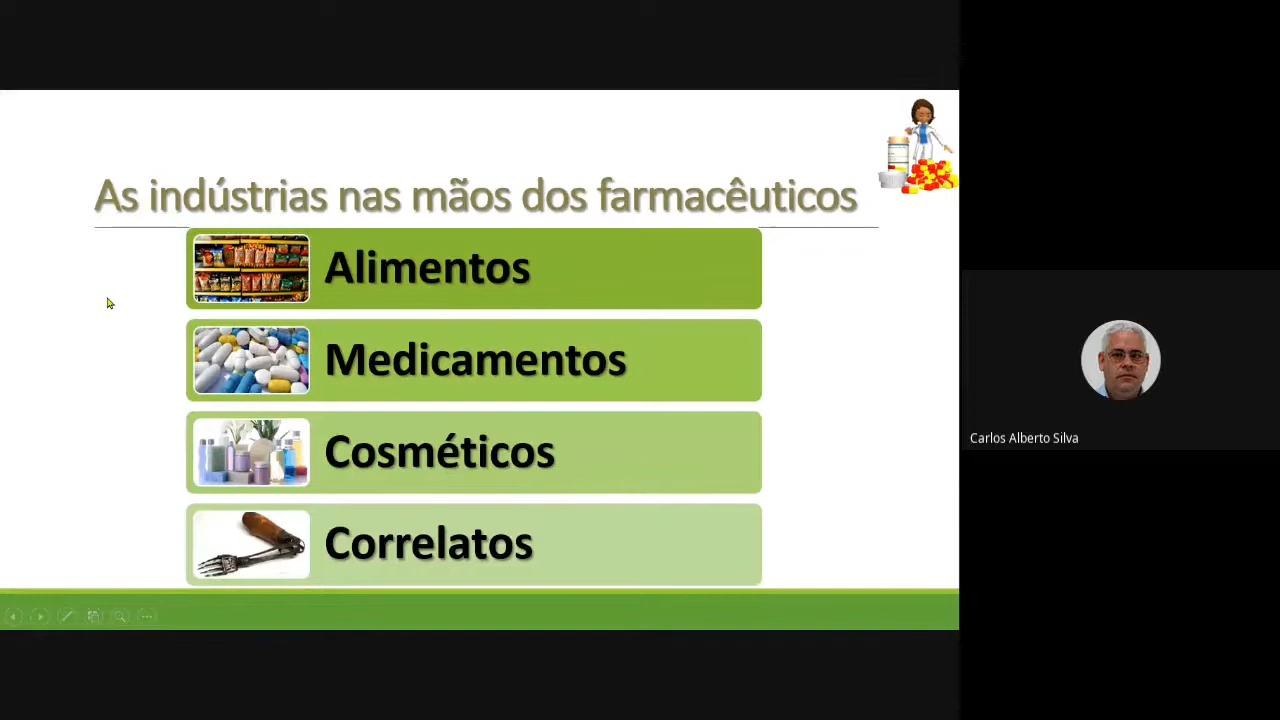 As indústrias nas mãos dos farmacêuticos
Alimentos
Medicamentos
Cosméticos
Correlatos
Carlos Alberto Silva